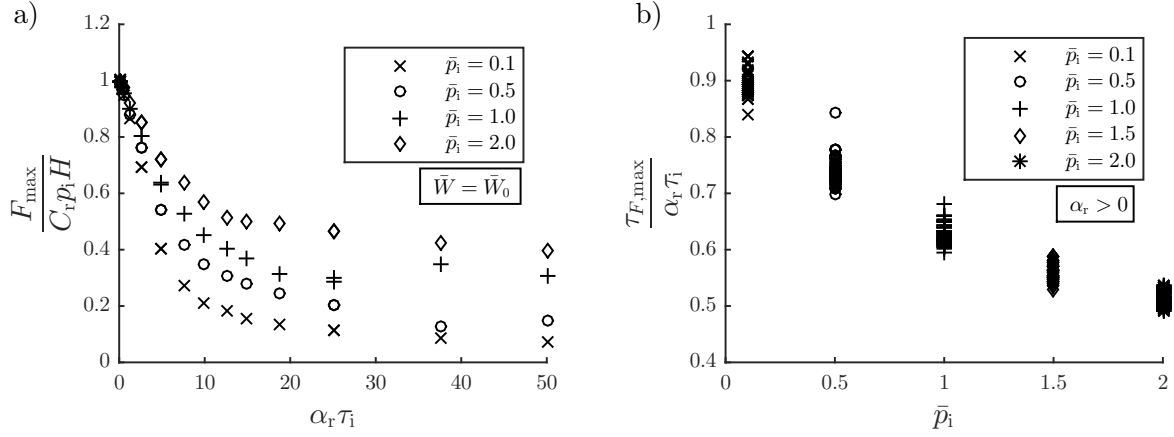 a)
1.2
1
0.8
0.6
0.4
0.2
0
F_max / C_r p_i H
× p̄_i = 0.1
○ p̄_i = 0.5
+ p̄_i = 1.0
◇ p̄_i = 2.0
W̄ = W̄_0
0 10 20 30 40 50
α_r τ_i
b)
1
0.9
0.8
0.7
0.6
0.5
0.4
τ_F,max / α_r τ_i
× p̄_i = 0.1
○ p̄_i = 0.5
+ p̄_i = 1.0
◇ p̄_i = 1.5
✳ p̄_i = 2.0
α_r > 0
0 0.5 1 1.5 2
p̄_i